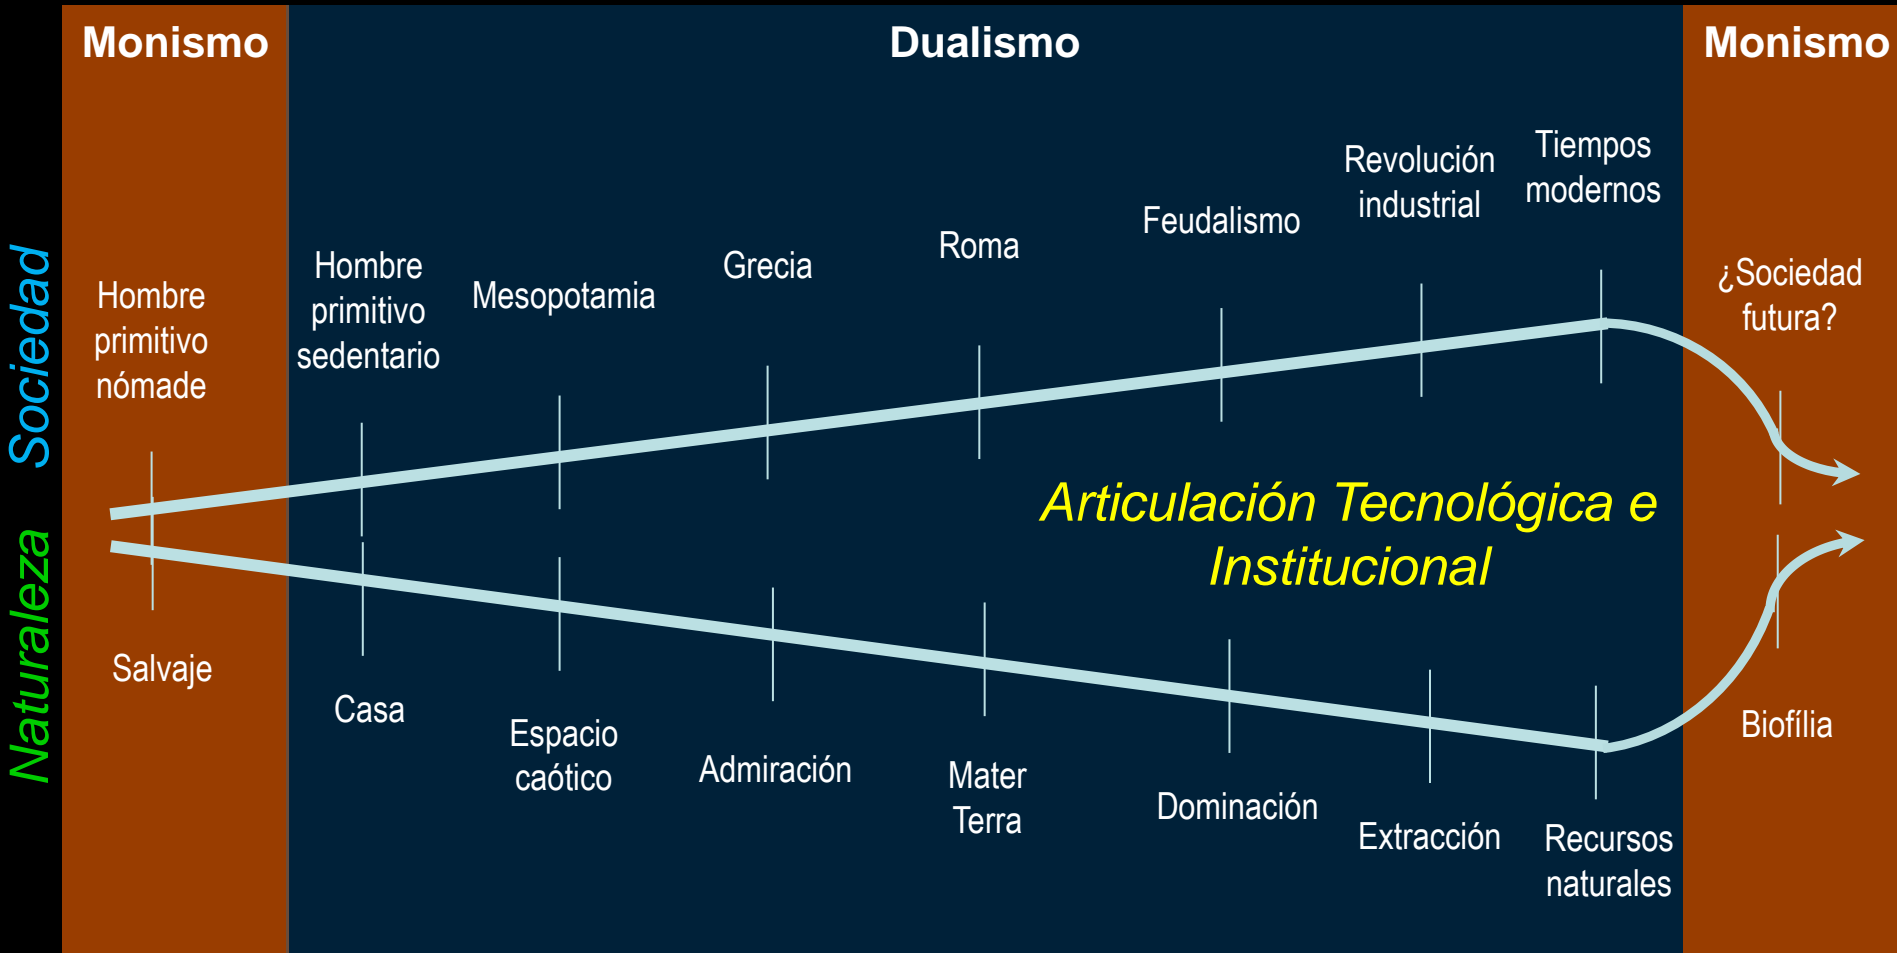 Monismo
Dualismo
Monismo
Sociedad
Naturaleza
Hombre
primitivo
nómade
Hombre
primitivo
sedentario
Mesopotamia
Grecia
Roma
Feudalismo
Revolución
industrial
Tiempos
modernos
¿Sociedad
futura?
Articulación Tecnológica e
Institucional
Salvaje
Casa
Espacio
caótico
Admiración
Mater
Terra
Dominación
Extracción
Recursos
naturales
Biofília